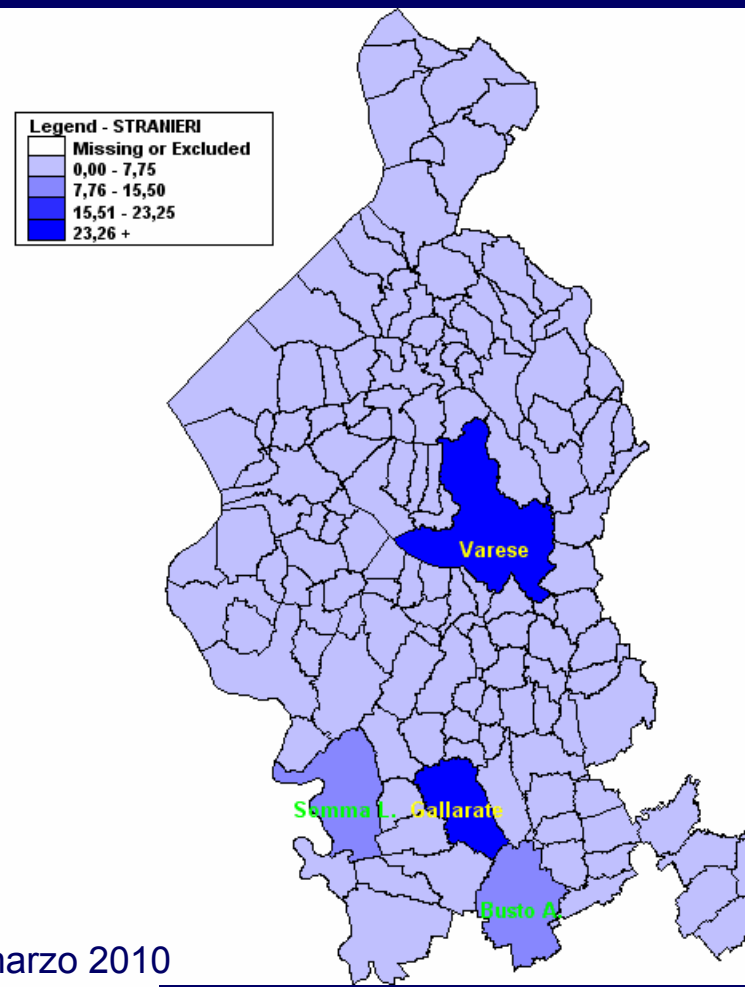 Legend - STRANIERI
Missing or Excluded
0,00 - 7,75
7,76 - 15,50
15,51 - 23,25
23,26 +
Varese
Somma L. Gallarate
Busto A.
marzo 2010